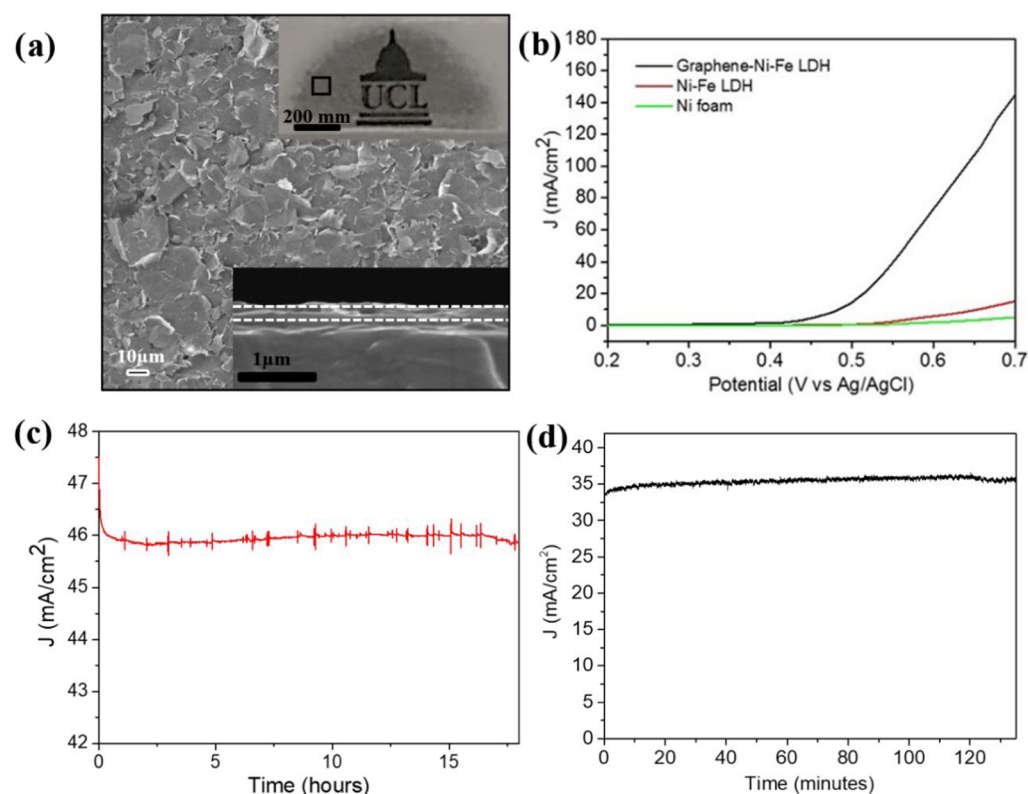 (a)
UCL
200 mm
10μm
1μm
(b)
180
160
140
120
100
80
60
40
20
0
J (mA/cm²)
Graphene-Ni-Fe LDH
Ni-Fe LDH
Ni foam
0.2 0.3 0.4 0.5 0.6 0.7
Potential (V vs Ag/AgCl)
(c)
48
47
46
45
44
43
42
J (mA/cm²)
0 5 10 15
Time (hours)
(d)
40
35
30
25
20
15
10
5
0
J (mA/cm²)
0 20 40 60 80 100 120
Time (minutes)